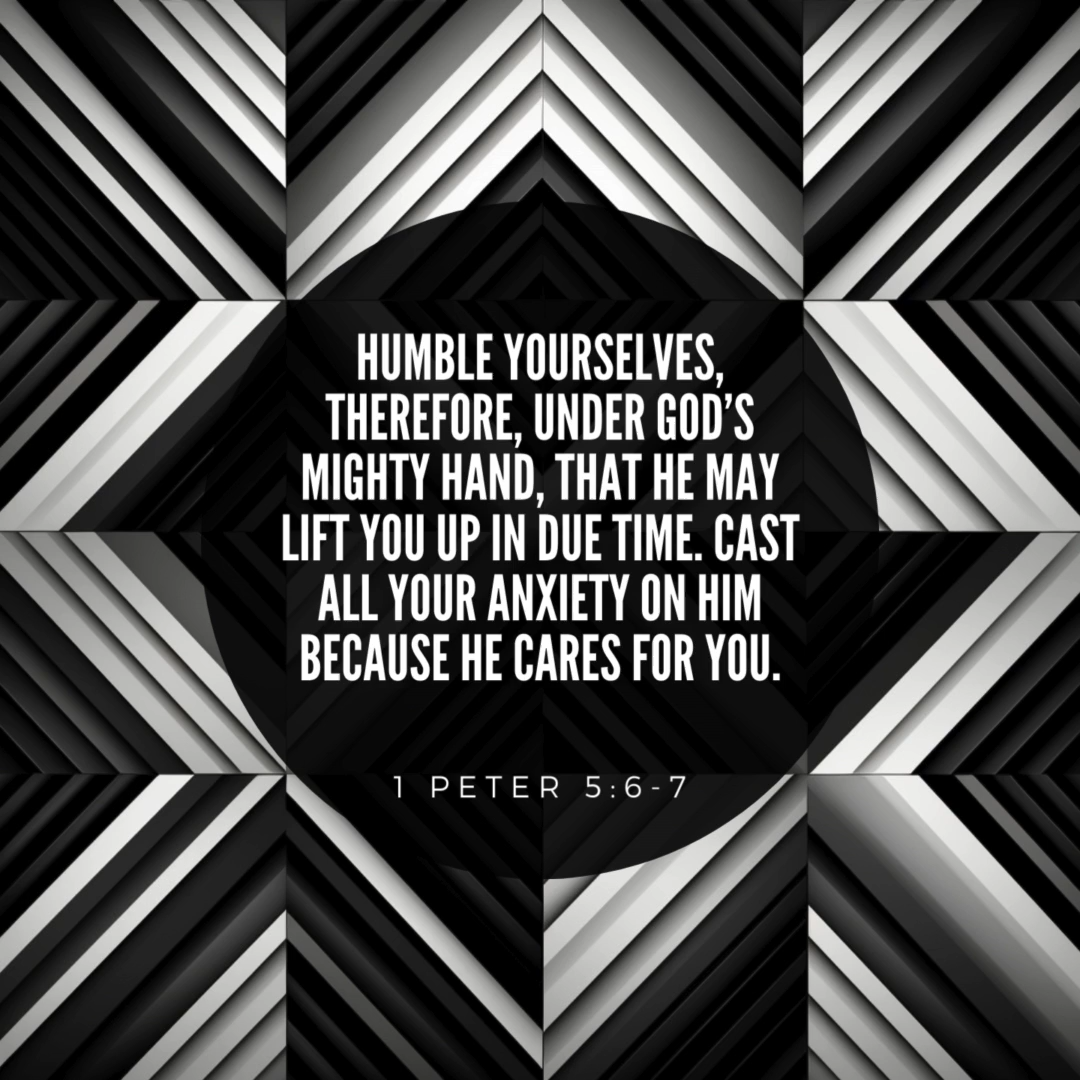 HUMBLE YOURSELVES,
THEREFORE, UNDER GOD’S
MIGHTY HAND, THAT HE MAY
LIFT YOU UP IN DUE TIME. CAST
ALL YOUR ANXIETY ON HIM
BECAUSE HE CARES FOR YOU.
1 PETER 5:6-7